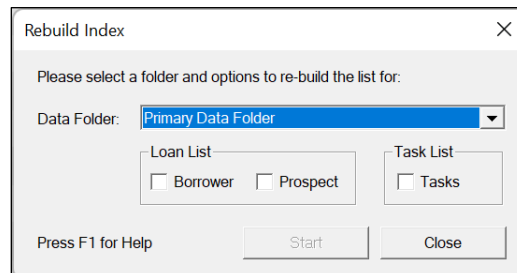 Rebuild Index
Please select a folder and options to re-build the list for:
Data Folder: Primary Data Folder
Loan List Task List
Borrower Prospect Tasks
Press F1 for Help Start Close